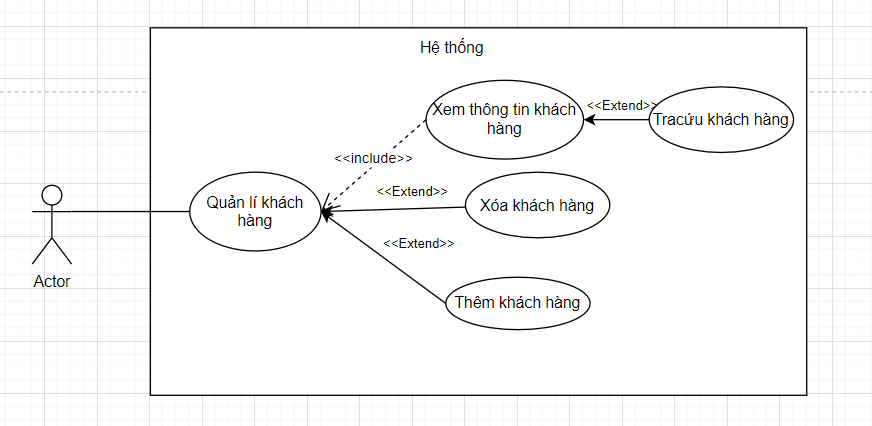 Hệ thống
Xem thông tin khách
hàng
<<Extend>>
Tracứu khách hàng
<<include>>
Quản lí khách
hàng
<<Extend>>
Xóa khách hàng
<<Extend>>
Thêm khách hàng
Actor